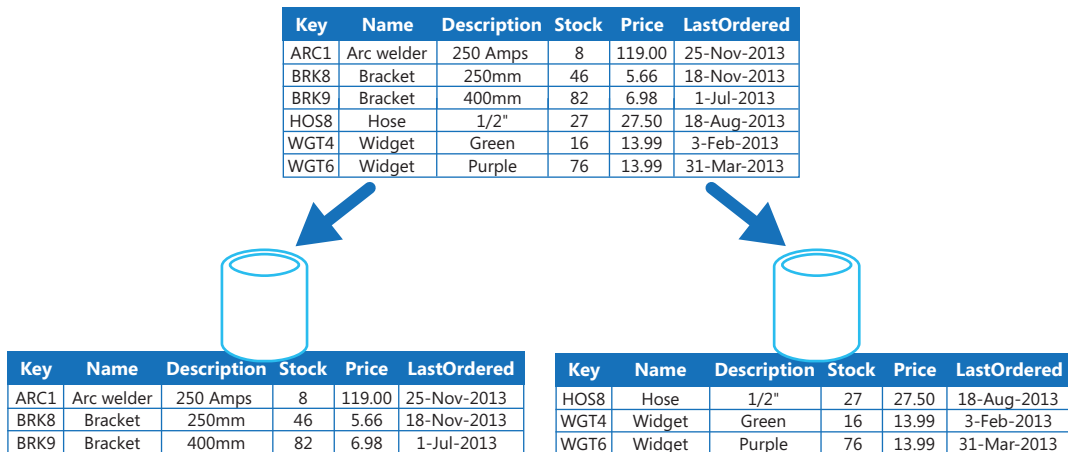 Key Name Description Stock Price LastOrdered
ARC1 Arc welder 250 Amps 8 119.00 25-Nov-2013
BRK8 Bracket 250mm 46 5.66 18-Nov-2013
BRK9 Bracket 400mm 82 6.98 1-Jul-2013
HOS8 Hose 1/2" 27 27.50 18-Aug-2013
WGT4 Widget Green 16 13.99 3-Feb-2013
WGT6 Widget Purple 76 13.99 31-Mar-2013
Key Name Description Stock Price LastOrdered
ARC1 Arc welder 250 Amps 8 119.00 25-Nov-2013
BRK8 Bracket 250mm 46 5.66 18-Nov-2013
BRK9 Bracket 400mm 82 6.98 1-Jul-2013
Key Name Description Stock Price LastOrdered
HOS8 Hose 1/2" 27 27.50 18-Aug-2013
WGT4 Widget Green 16 13.99 3-Feb-2013
WGT6 Widget Purple 76 13.99 31-Mar-2013